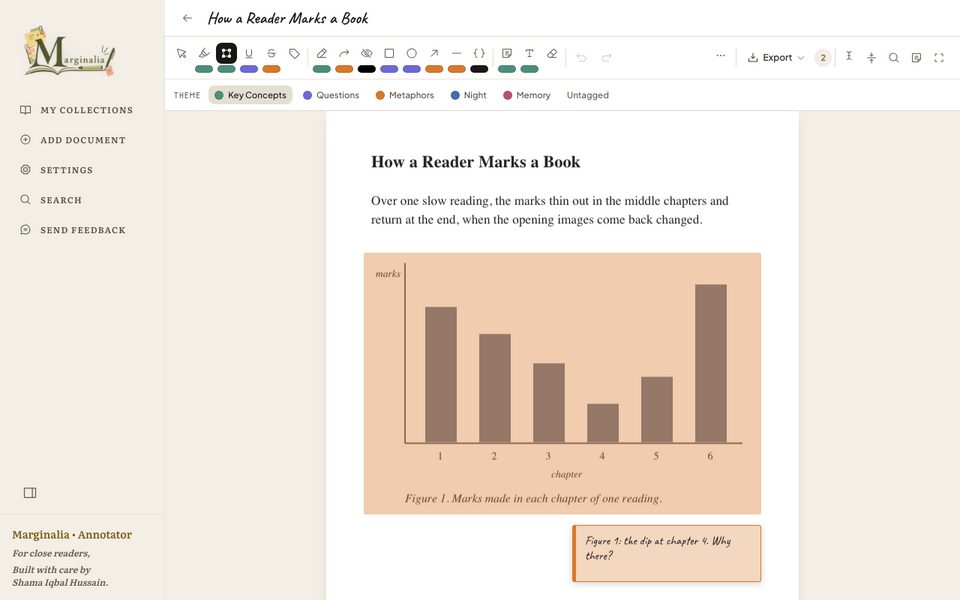 Marginalia
MY COLLECTIONS
ADD DOCUMENT
SETTINGS
SEARCH
SEND FEEDBACK
Marginalia • Annotator
For close readers,
Built with care by
Shama Iqbal Hussain.
How a Reader Marks a Book
U S T
Export
2
THEME Key Concepts Questions Metaphors Night Memory Untagged
How a Reader Marks a Book
Over one slow reading, the marks thin out in the middle chapters and
return at the end, when the opening images come back changed.
marks
1 2 3 4 5 6
chapter
Figure 1. Marks made in each chapter of one reading.
Figure 1: the dip at chapter 4. Why
there?